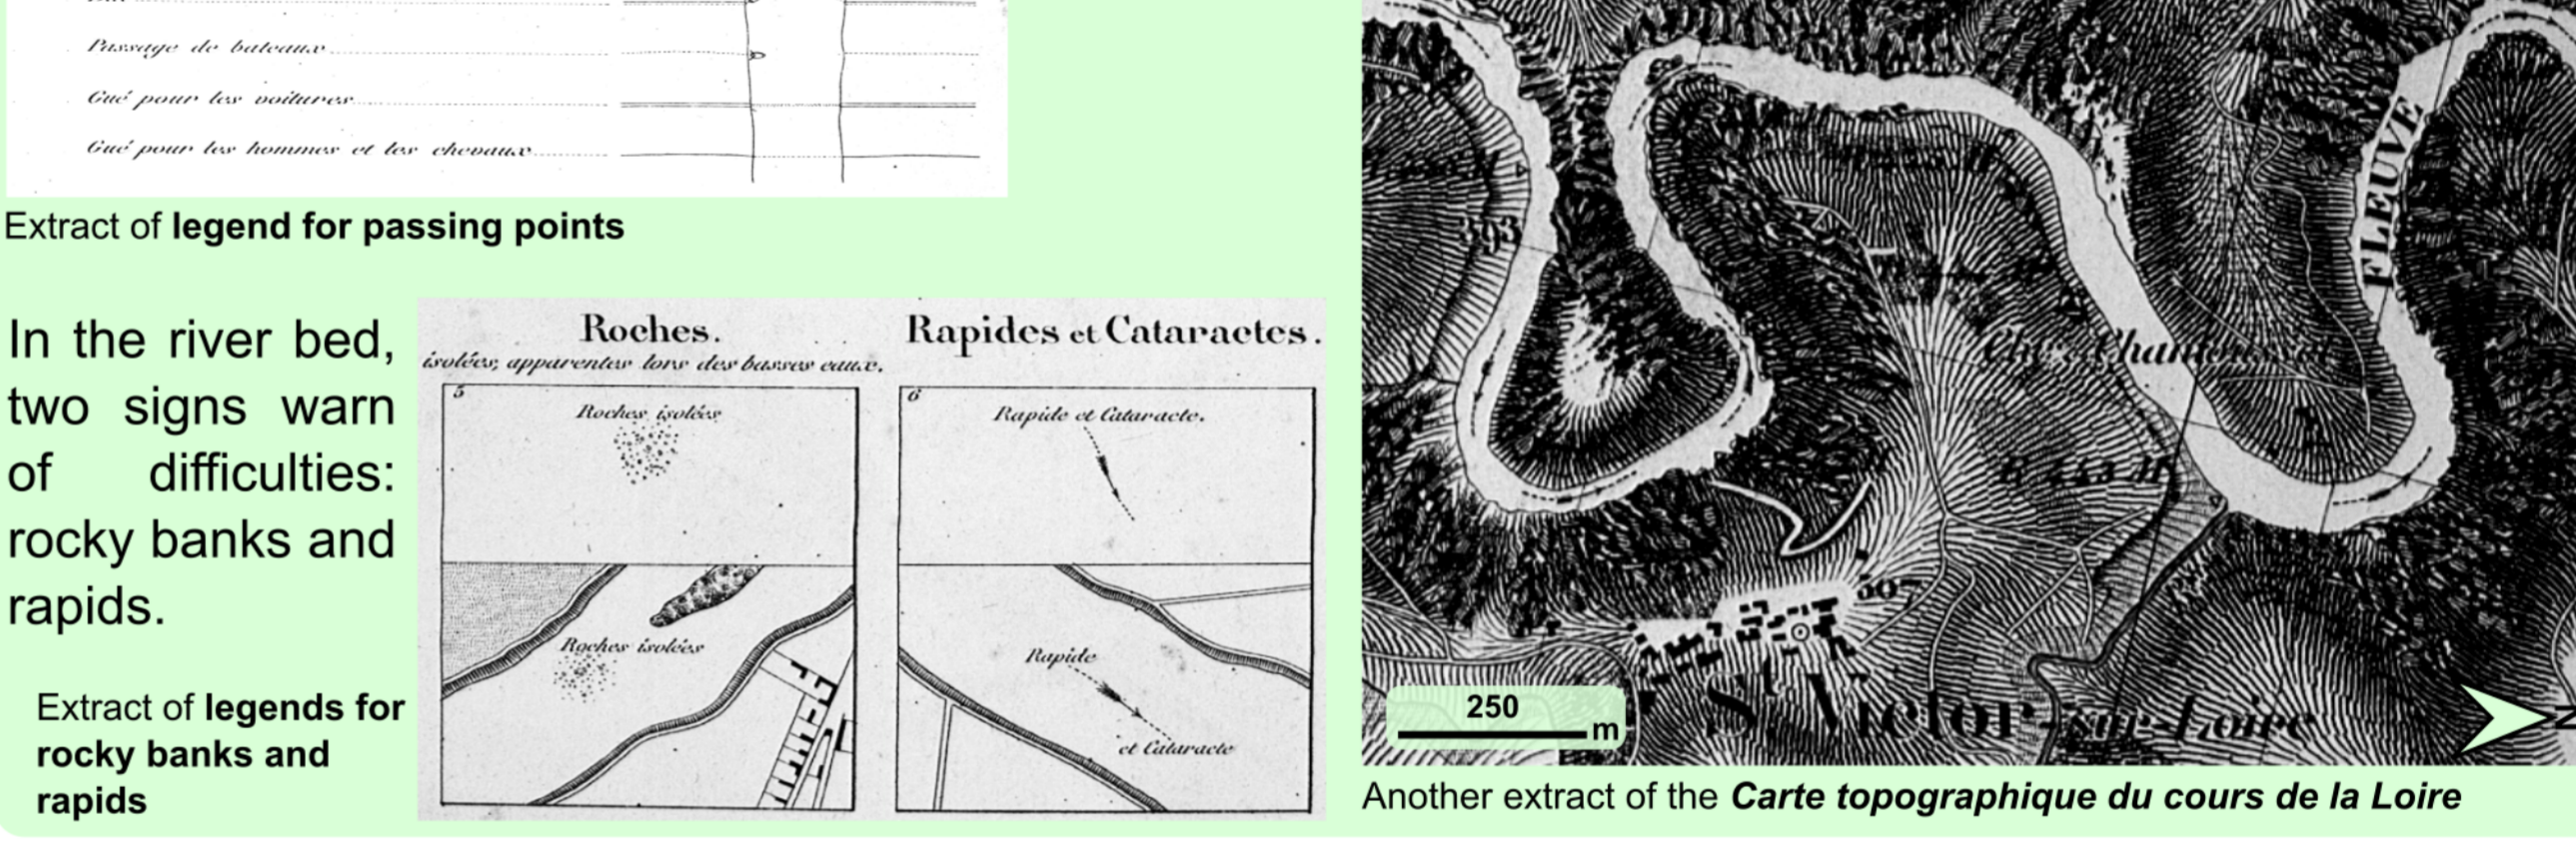 Passage de bateaux
Gué pour les voitures
Gué pour les hommes et les chevaux
Extract of legend for passing points
In the river bed,
two signs warn
of difficulties:
rocky banks and
rapids.
Extract of legends for
rocky banks and
rapids
Roches.
isolées, apparentes lors des basses eaux.
5
Roches isolées
Roches isolées
Rapides et Cataractes.
6
Rapide et Cataracte.
Rapide
et Cataracte
393
FLEUVE
507
St Victor-sur-Loire
250
m
Another extract of the Carte topographique du cours de la Loire